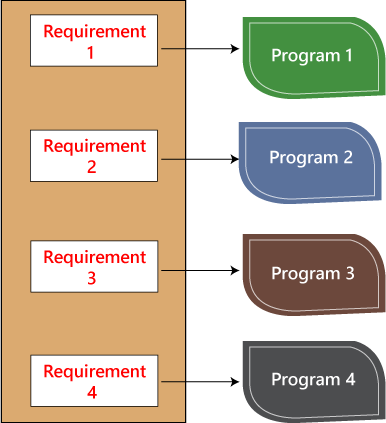 Requirement
1
Program 1
Requirement
2
Program 2
Requirement
3
Program 3
Requirement
4
Program 4